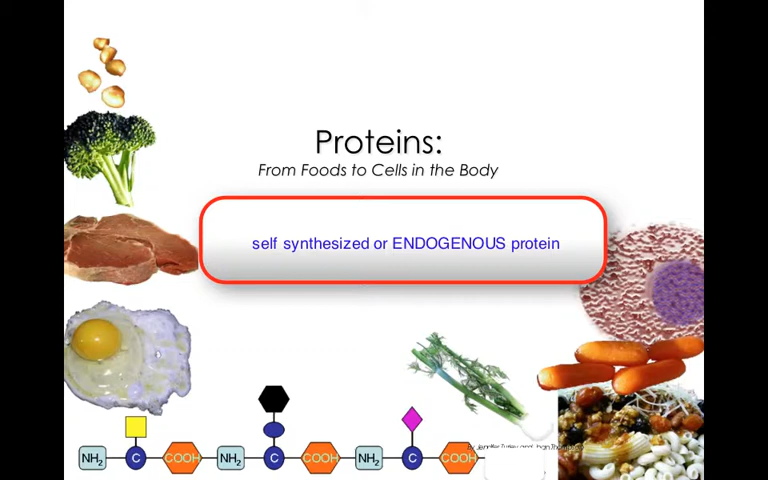 Proteins:
From Foods to Cells in the Body
self synthesized or ENDOGENOUS protein
NH2 C COOH NH2 C COOH NH2 C COOH